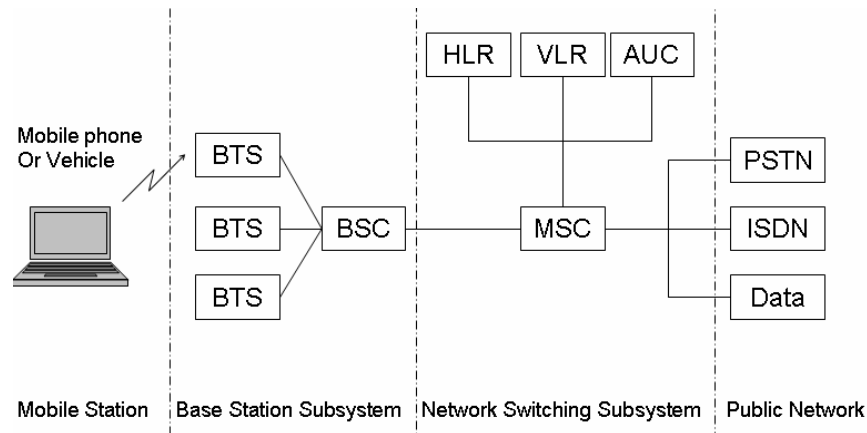 HLR
VLR
AUC
Mobile phone
Or Vehicle
BTS
PSTN
BTS
BSC
MSC
ISDN
BTS
Data
Mobile Station
Base Station Subsystem
Network Switching Subsystem
Public Network